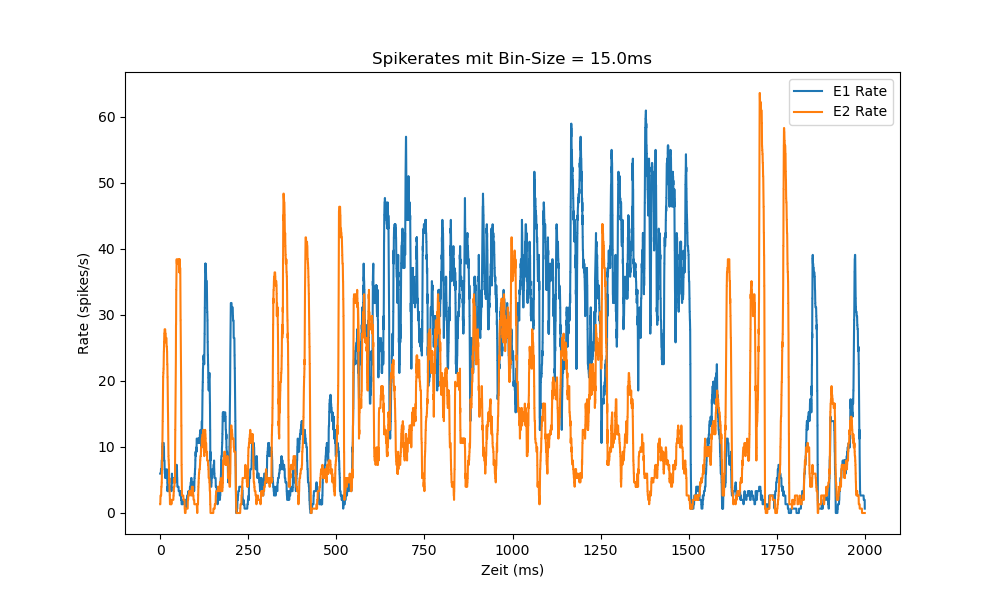 Spikerates mit Bin-Size = 15.0ms
E1 Rate
E2 Rate
Rate (spikes/s)
60
50
40
30
20
10
0
0 250 500 750 1000 1250 1500 1750 2000
Zeit (ms)